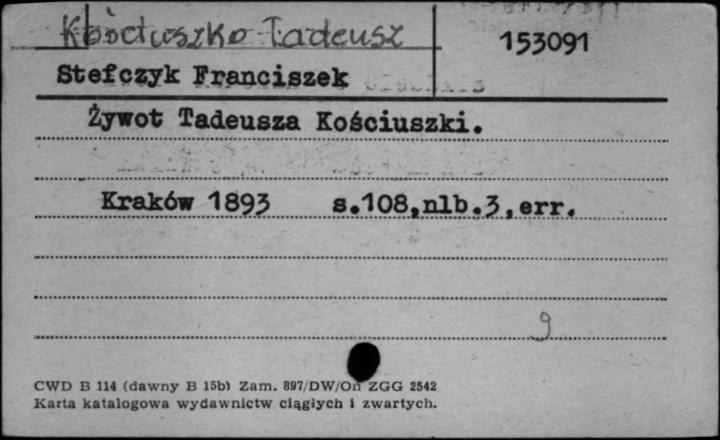 Kościuszko Tadeusz
153091
Stefczyk Franciszek
Żywot Tadeusza Kościuszki.
Kraków 1893 s.108,nlb.3,err.
9
CWD B 114 (dawny B 15b) Zam. 897/DW/On ZGG 2542
Karta katalogowa wydawnictw ciągłych i zwartych.